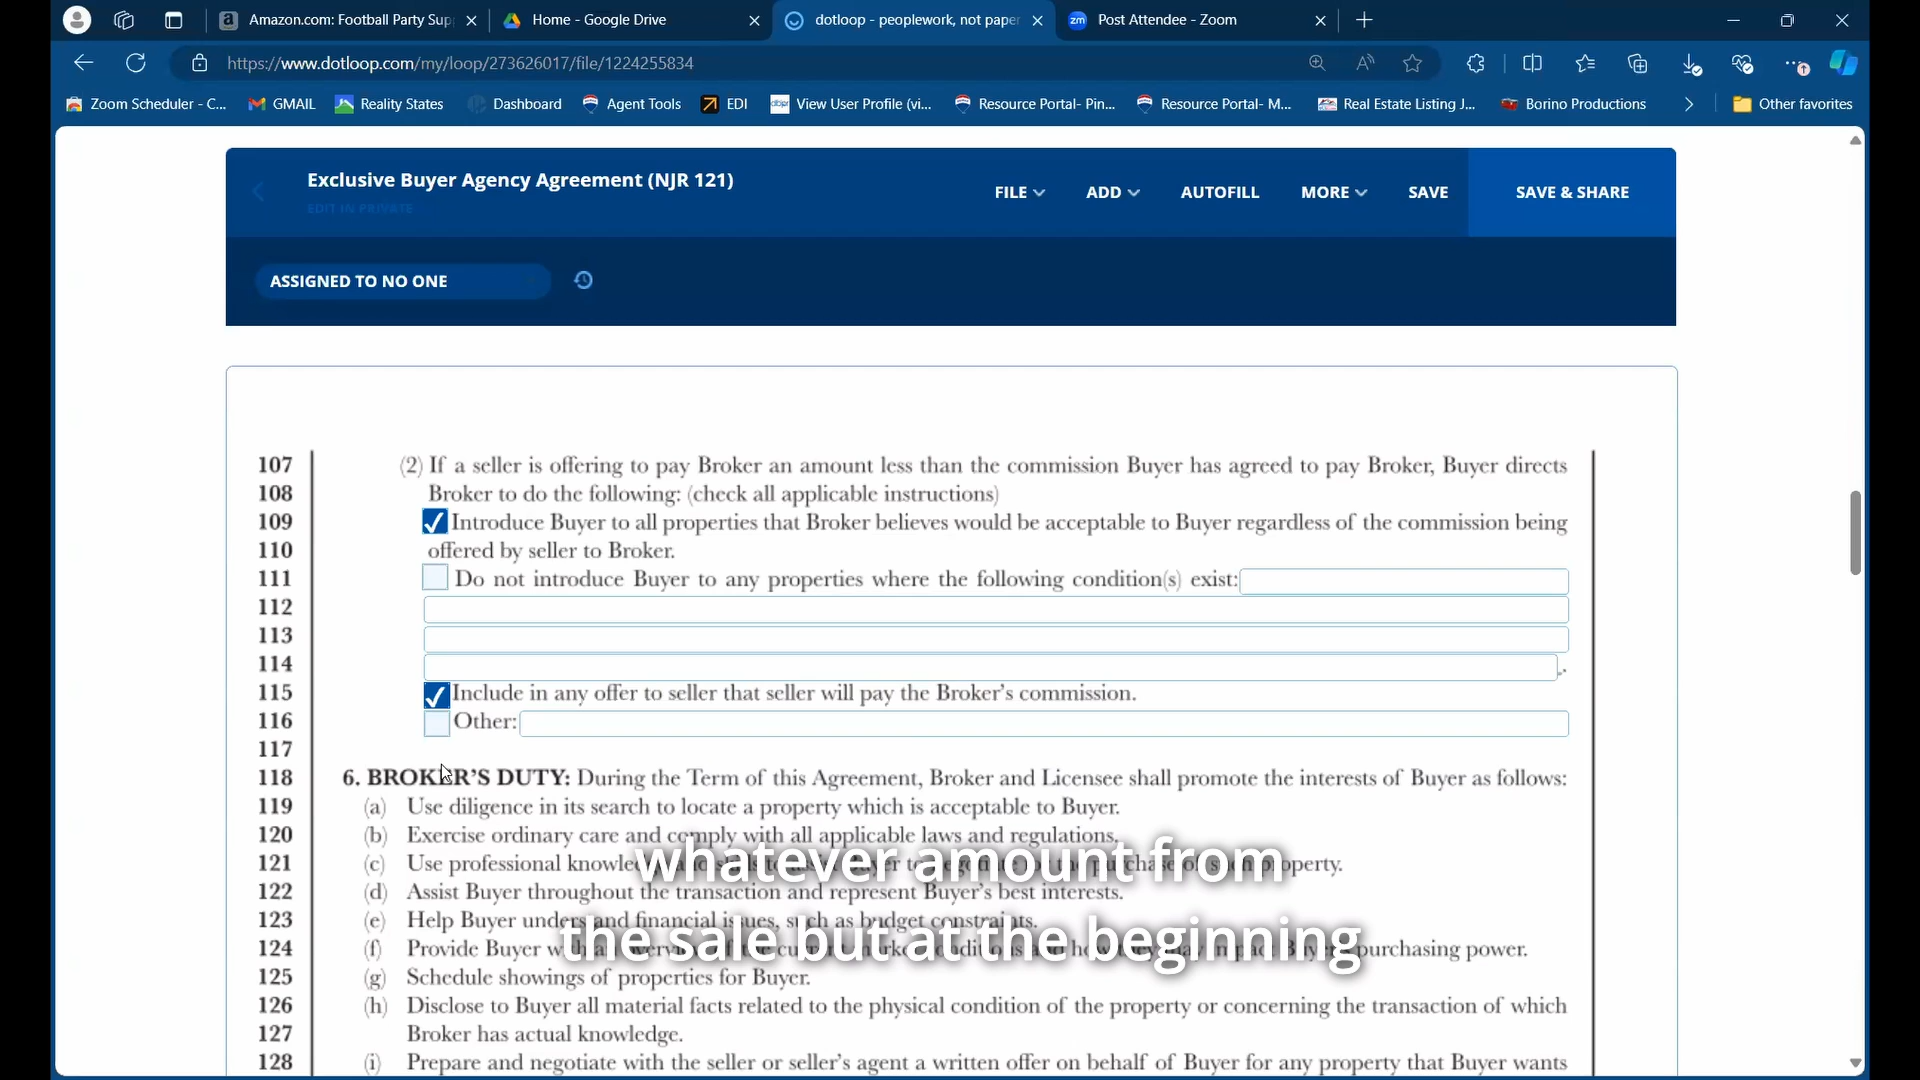 Amazon.com: Football Party Sup
Home - Google Drive
dotloop - peoplework, not paper
zm
Post Attendee - Zoom
https://www.dotloop.com/my/loop/273626017/file/1224255834
Zoom Scheduler - C...
GMAIL
Reality States
Dashboard
Agent Tools
EDI
View User Profile (vi...
Resource Portal- Pin...
Resource Portal- M...
Real Estate Listing J...
Borino Productions
Other favorites
Exclusive Buyer Agency Agreement (NJR 121)
EDIT IN PRIVATE
FILE
ADD
AUTOFILL
MORE
SAVE
SAVE & SHARE
ASSIGNED TO NO ONE
107 (2) If a seller is offering to pay Broker an amount less than the commission Buyer has agreed to pay Broker, Buyer directs
108 Broker to do the following: (check all applicable instructions)
109 Introduce Buyer to all properties that Broker believes would be acceptable to Buyer regardless of the commission being
110 offered by seller to Broker.
111 Do not introduce Buyer to any properties where the following condition(s) exist:
112
113
114 .
115 Include in any offer to seller that seller will pay the Broker's commission.
116 Other:
117
118 6. BROKER'S DUTY: During the Term of this Agreement, Broker and Licensee shall promote the interests of Buyer as follows:
119 (a) Use diligence in its search to locate a property which is acceptable to Buyer.
120 (b) Exercise ordinary care and comply with all applicable laws and regulations.
121 (c) Use professional property.
122 (d) Assist Buyer throughout the transaction and represent Buyer's best interests.
123 (e) Help Buyer understand financial issues, such as budget constraints.
124 (f) Provide Buyer purchasing power.
125 (g) Schedule showings of properties for Buyer.
126 (h) Disclose to Buyer all material facts related to the physical condition of the property or concerning the transaction of which
127 Broker has actual knowledge.
128 (i) Prepare and negotiate with the seller or seller's agent a written offer on behalf of Buyer for any property that Buyer wants
whatever amount from
the sale but at the beginning